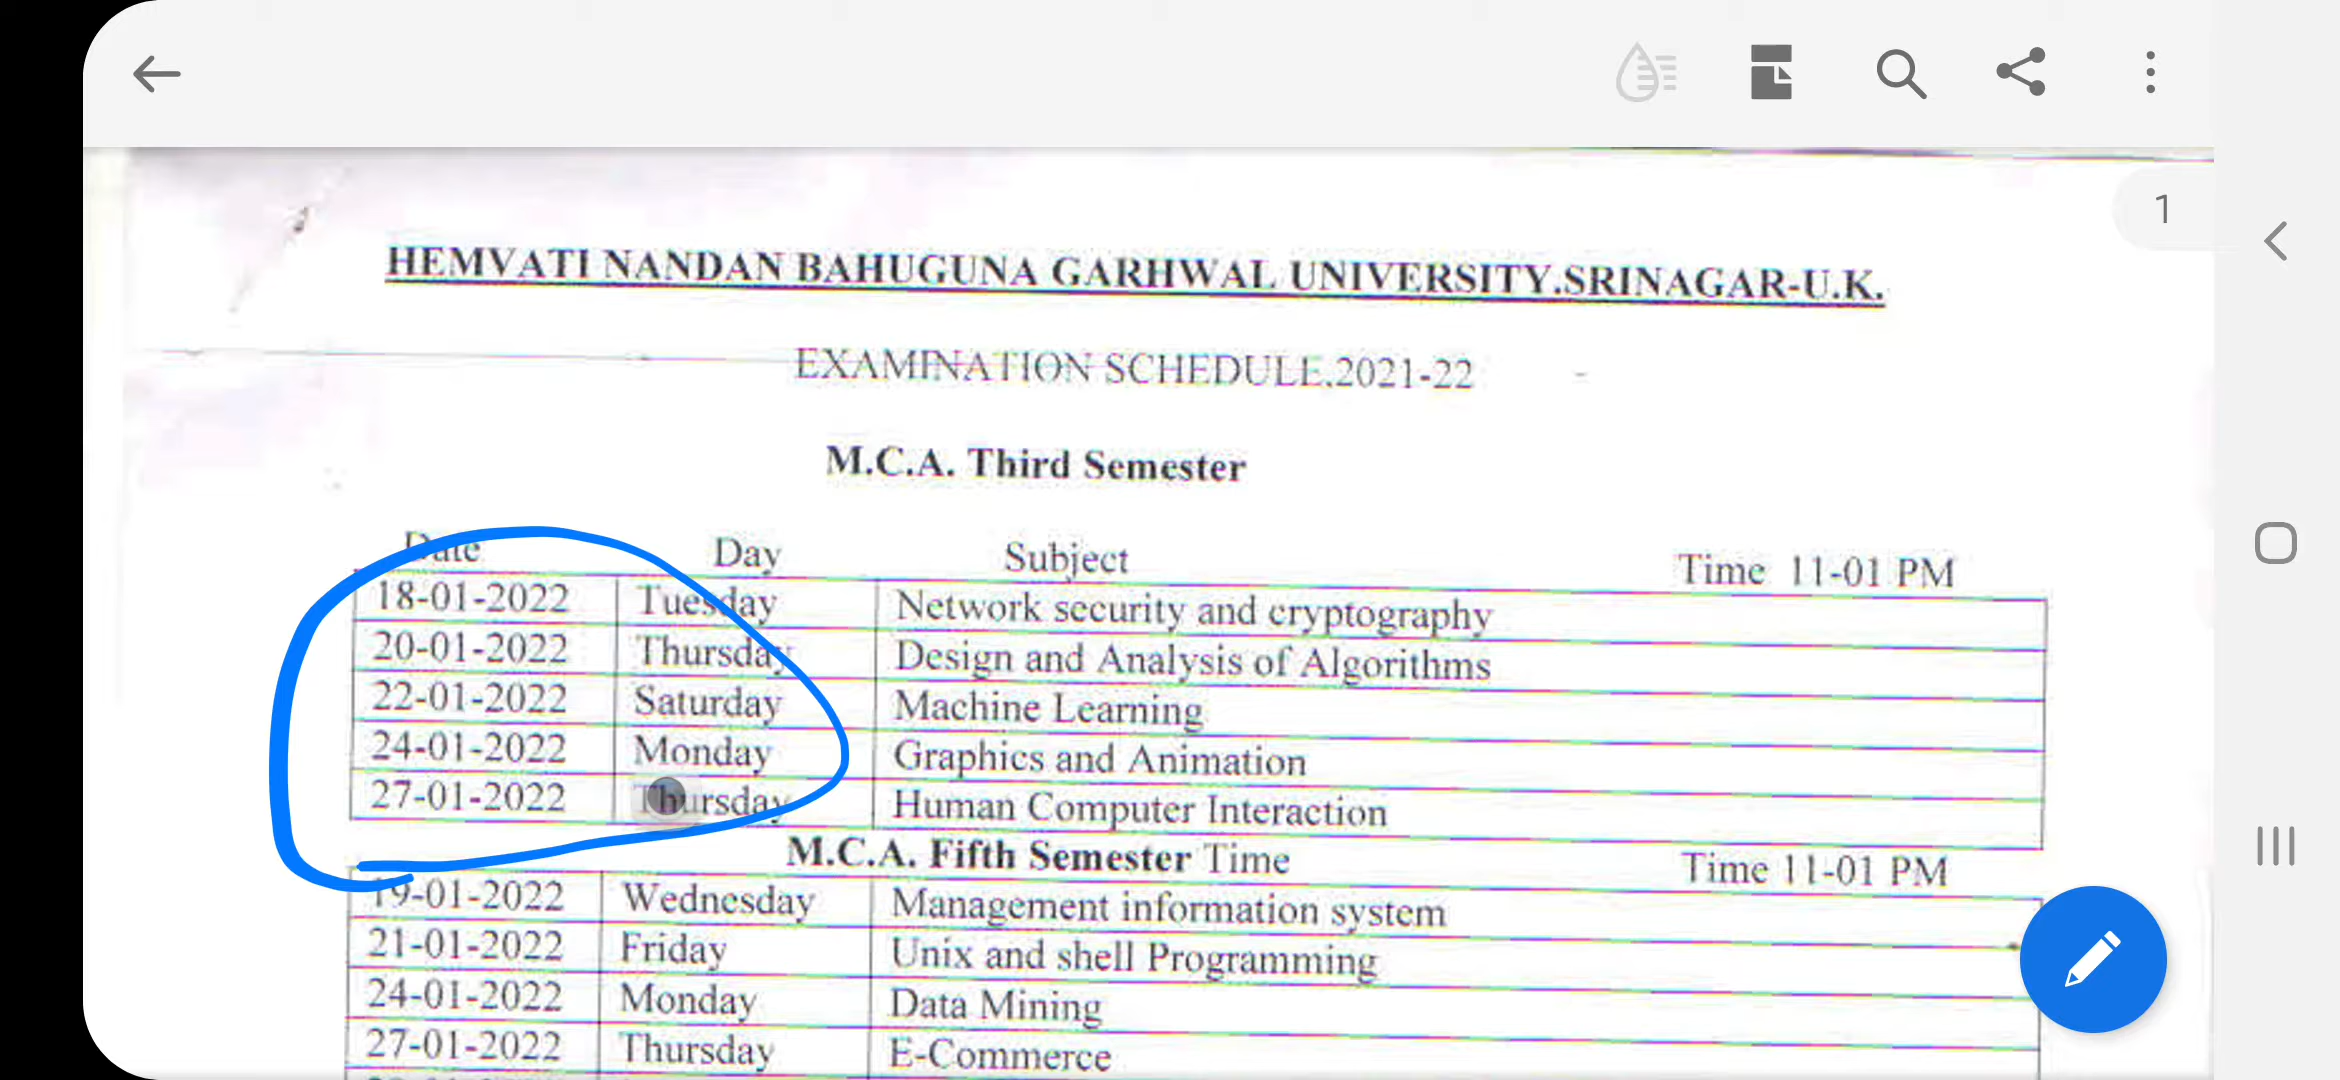 1
HEMVATI NANDAN BAHUGUNA GARHWAL UNIVERSITY.SRINAGAR-U.K.
EXAMINATION SCHEDULE.2021-22
M.C.A. Third Semester
Date Day Subject Time 11-01 PM
18-01-2022 Tuesday Network security and cryptography
20-01-2022 Thursday Design and Analysis of Algorithms
22-01-2022 Saturday Machine Learning
24-01-2022 Monday Graphics and Animation
27-01-2022 Thursday Human Computer Interaction
M.C.A. Fifth Semester Time Time 11-01 PM
19-01-2022 Wednesday Management information system
21-01-2022 Friday Unix and shell Programming
24-01-2022 Monday Data Mining
27-01-2022 Thursday E-Commerce